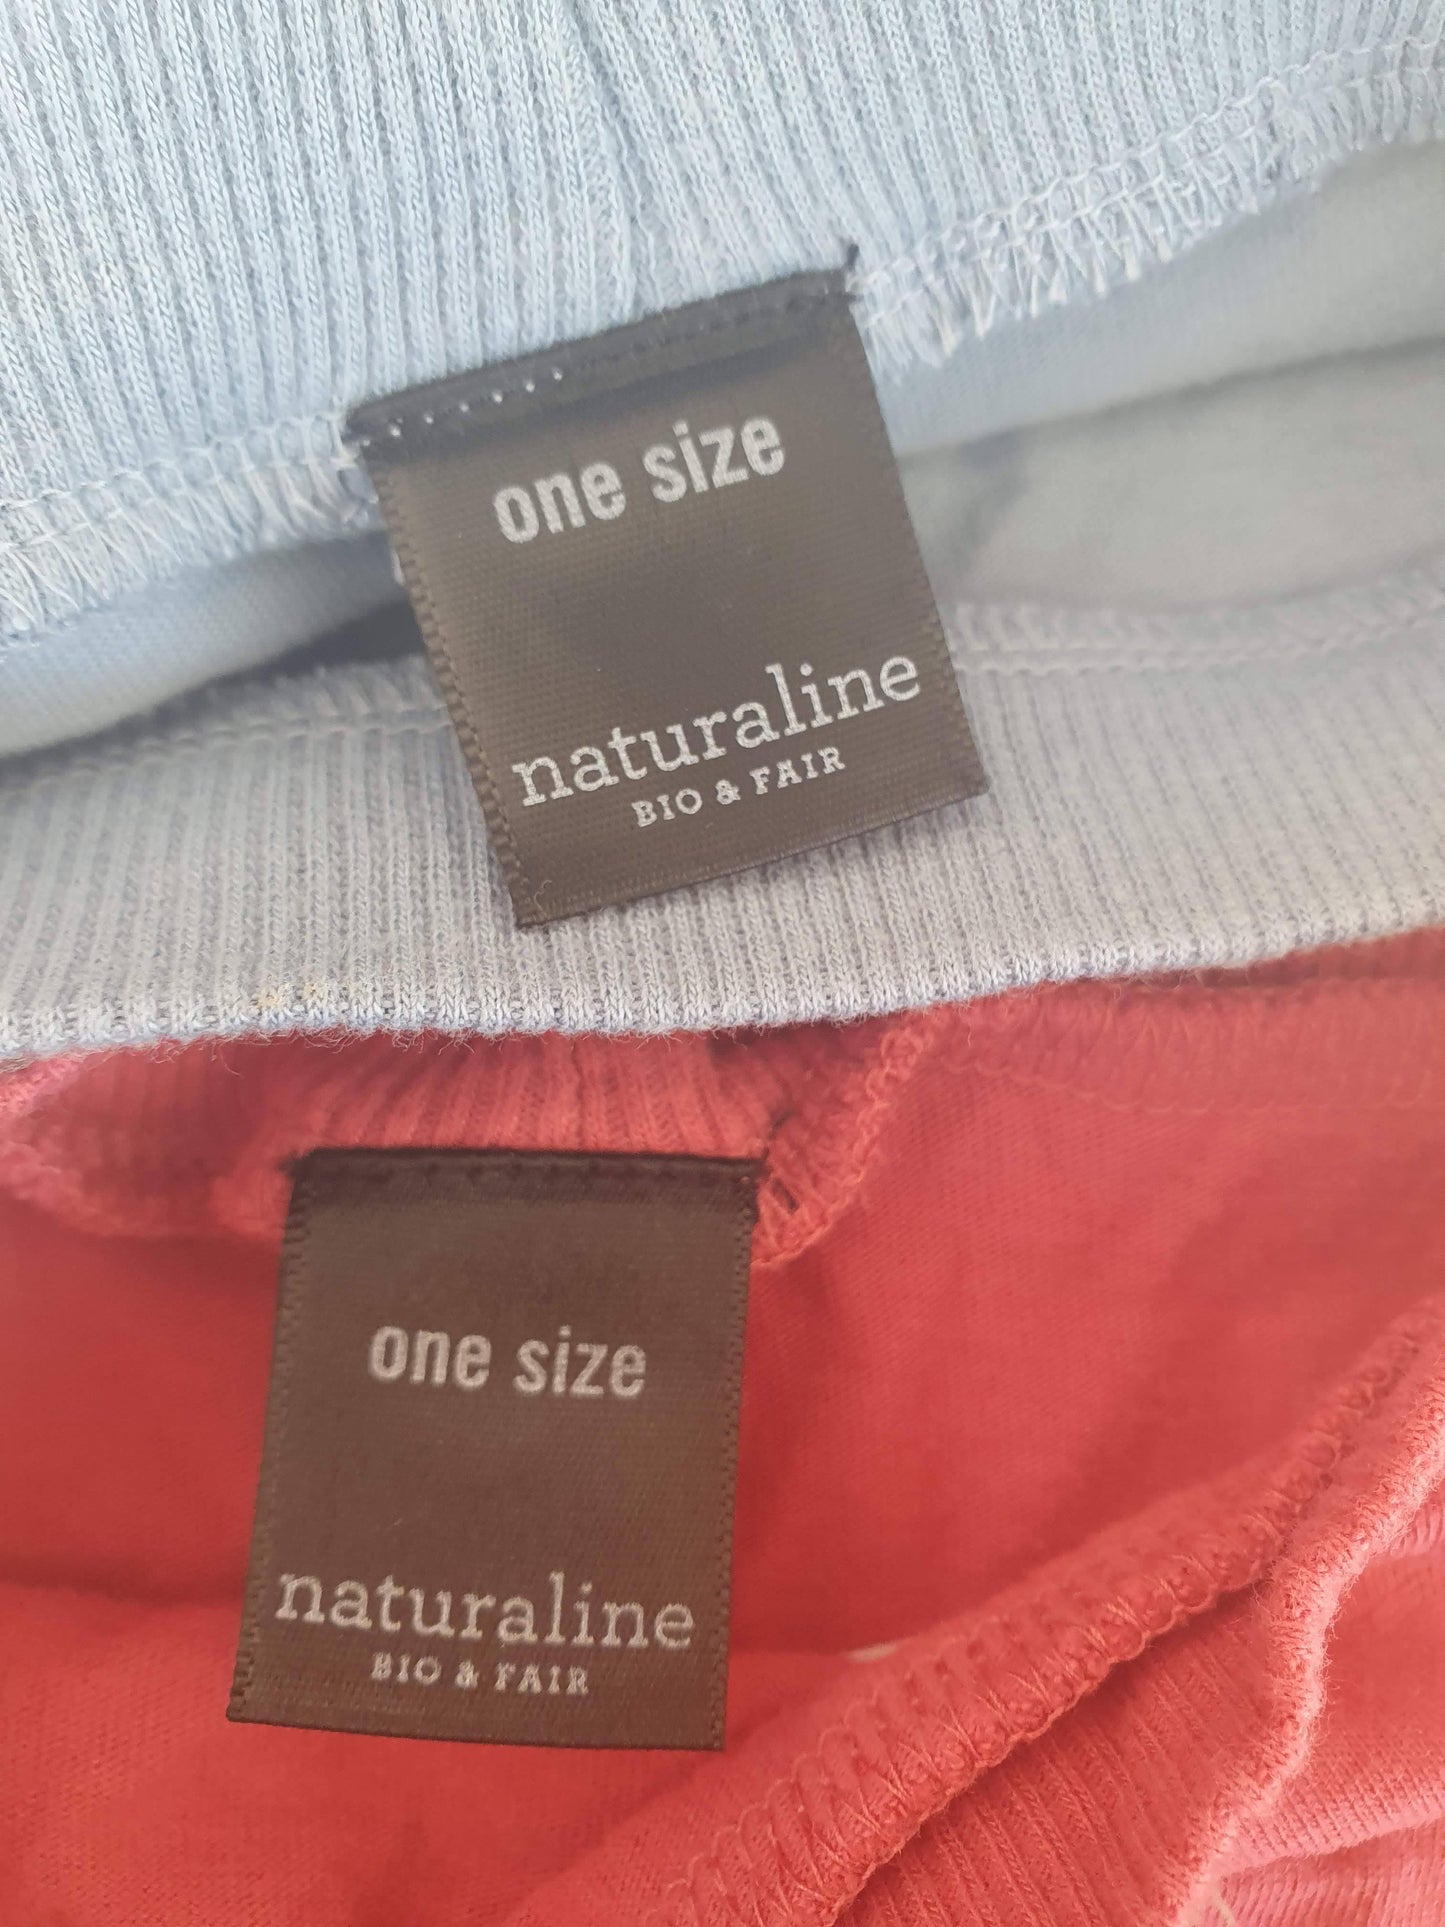 one size
naturaline
BIO & FAIR
one size
naturaline
BIO & FAIR